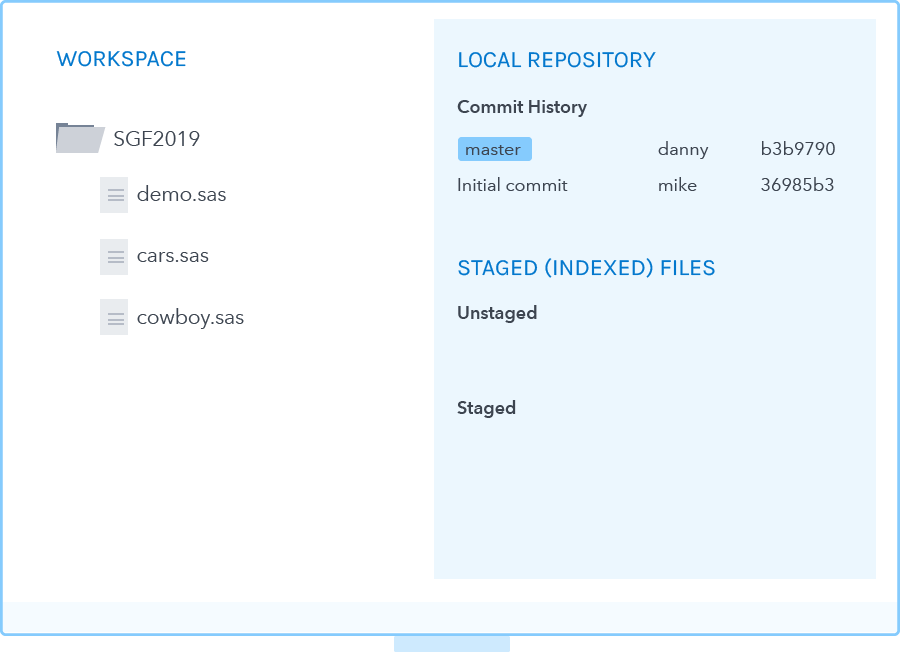 WORKSPACE
SGF2019
demo.sas
cars.sas
cowboy.sas
LOCAL REPOSITORY
Commit History
master danny b3b9790
Initial commit mike 36985b3
STAGED (INDEXED) FILES
Unstaged
Staged